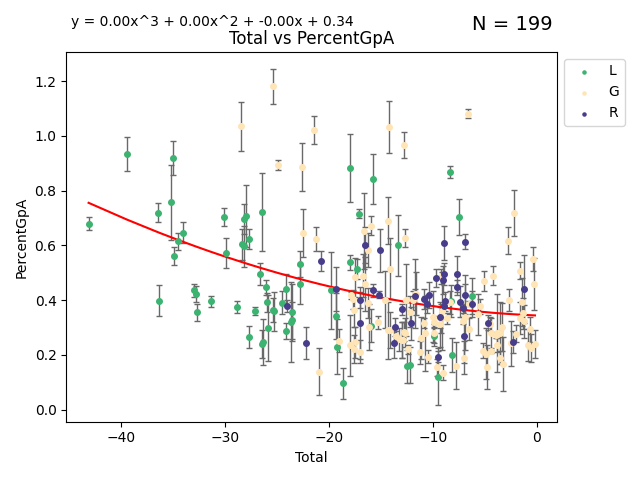 y = 0.00x^3 + 0.00x^2 + -0.00x + 0.34
N = 199
Total vs PercentGpA
L
G
R
1.2
1.0
0.8
0.6
0.4
0.2
0.0
PercentGpA
−40
−30
−20
−10
0
Total